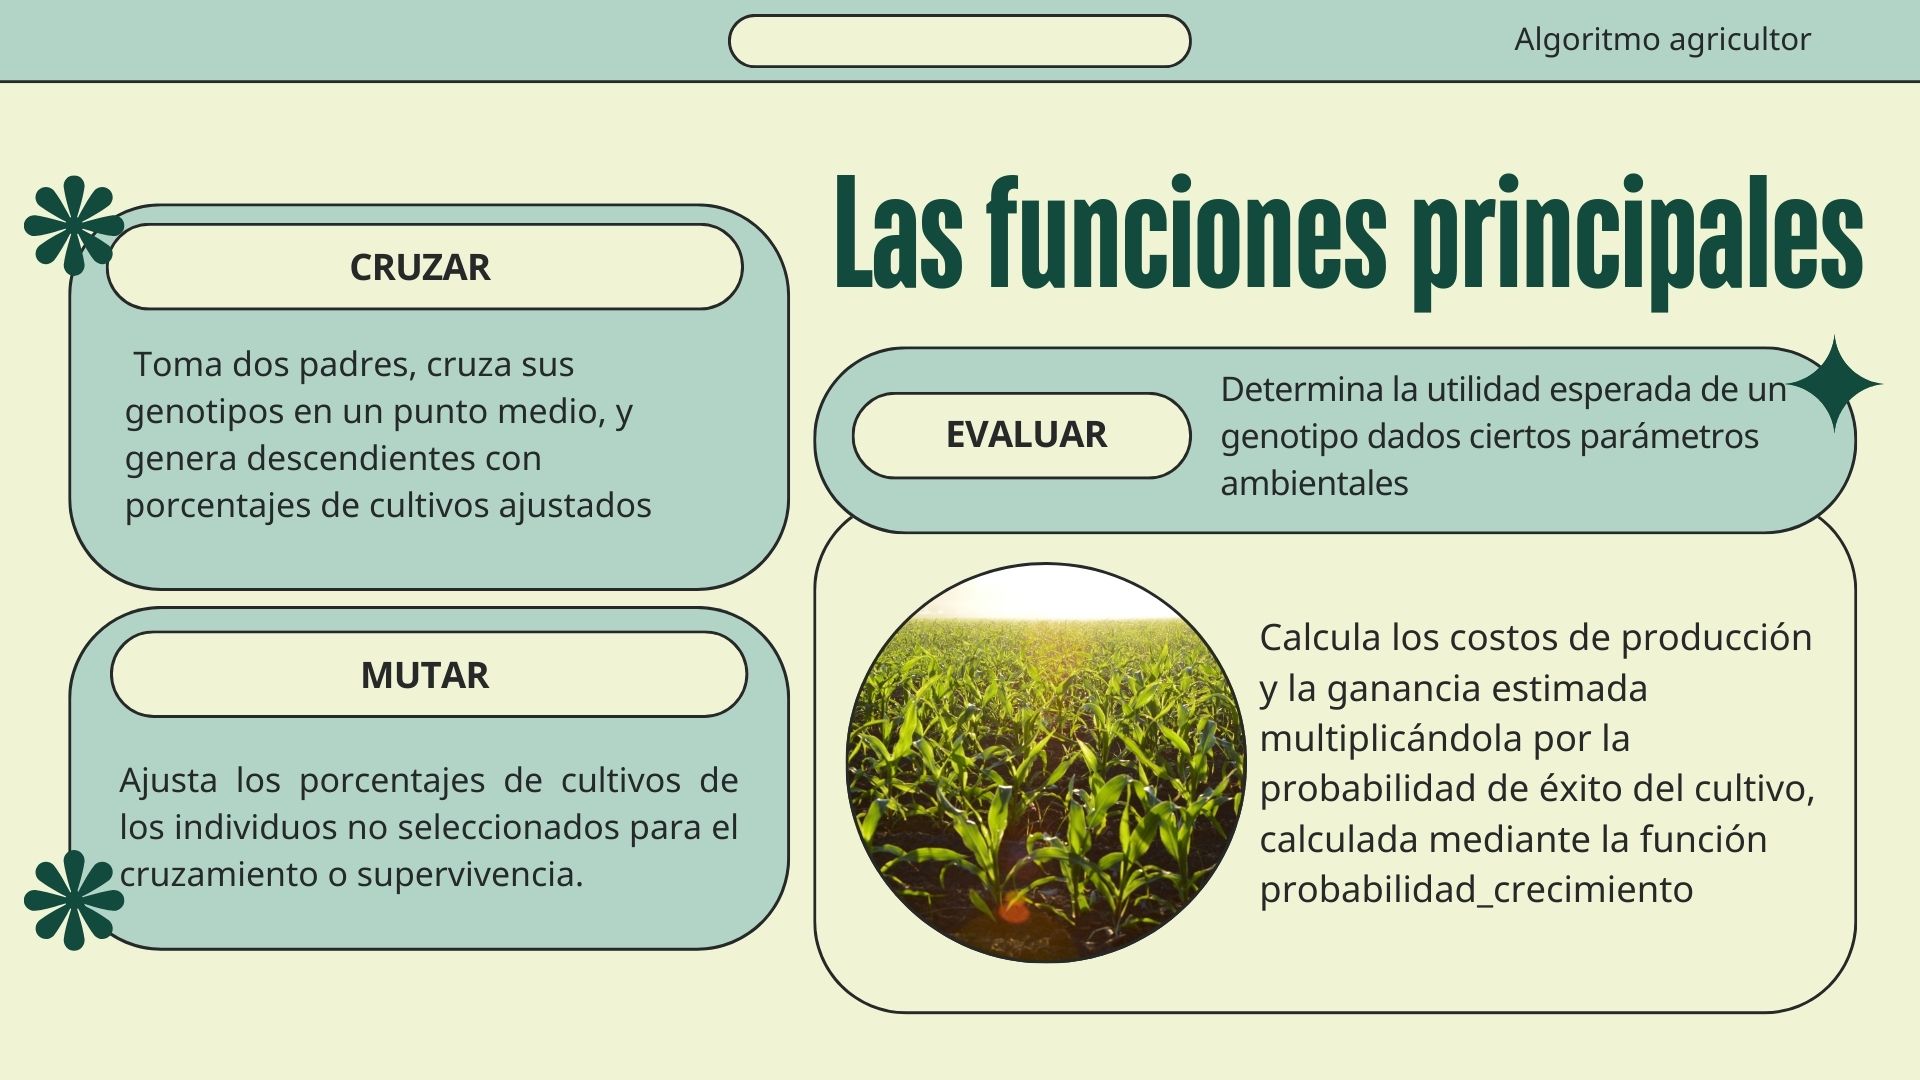 Algoritmo agricultor
Las funciones principales
CRUZAR
Toma dos padres, cruza sus
genotipos en un punto medio, y
genera descendientes con
porcentajes de cultivos ajustados
MUTAR
Ajusta los porcentajes de cultivos de
los individuos no seleccionados para el
cruzamiento o supervivencia.
EVALUAR
Determina la utilidad esperada de un
genotipo dados ciertos parámetros
ambientales
Calcula los costos de producción
y la ganancia estimada
multiplicándola por la
probabilidad de éxito del cultivo,
calculada mediante la función
probabilidad_crecimiento